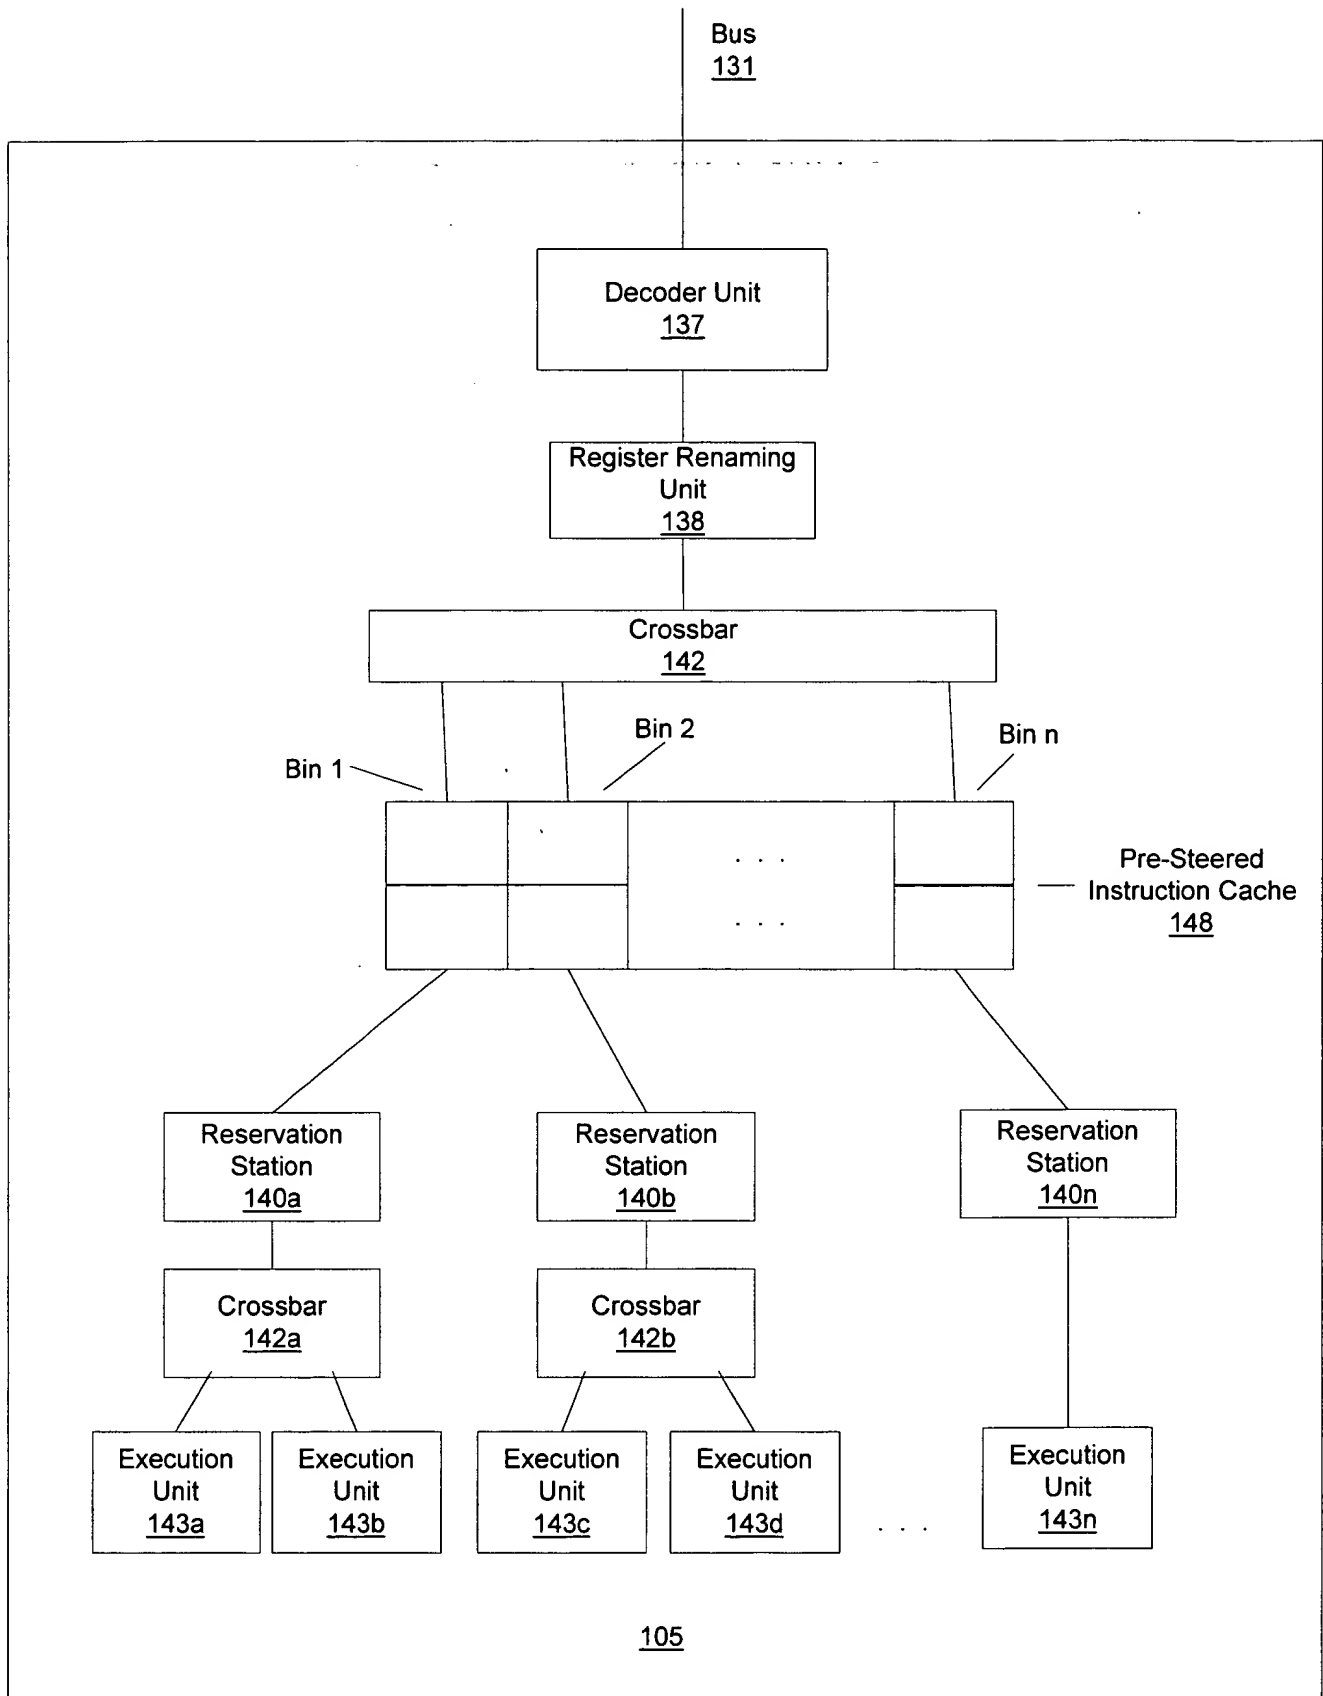 Bus
131
Decoder Unit
137
Register Renaming
Unit
138
Crossbar
142
Bin 1
Bin 2
Bin n
. . .
. . .
Pre-Steered
Instruction Cache
148
Reservation
Station
140a
Reservation
Station
140b
Reservation
Station
140n
Crossbar
142a
Crossbar
142b
Execution
Unit
143a
Execution
Unit
143b
Execution
Unit
143c
Execution
Unit
143d
. . .
Execution
Unit
143n
105